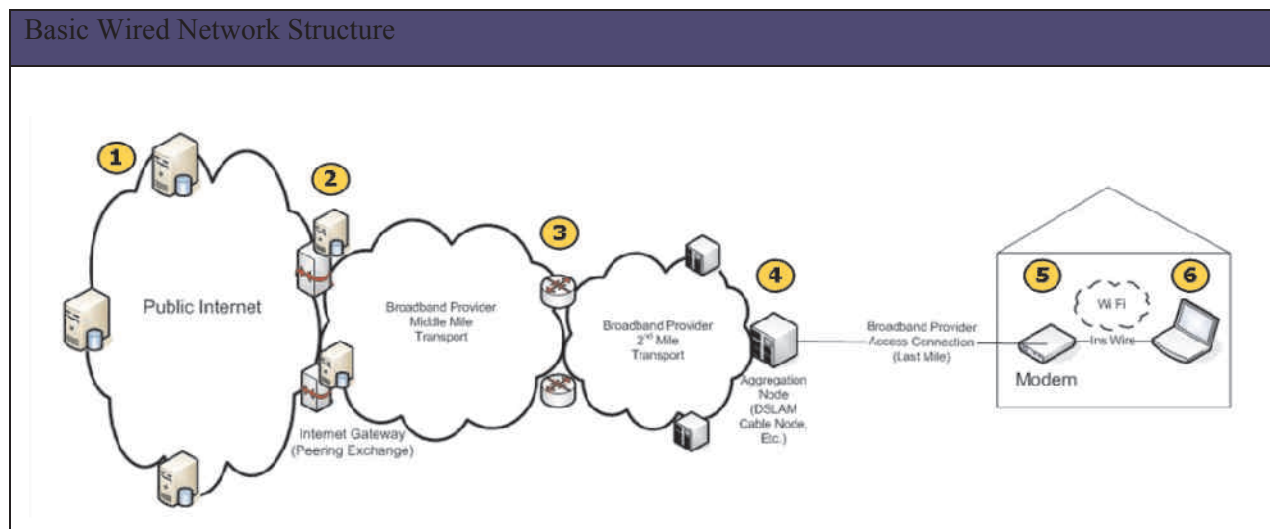 Basic Wired Network Structure
1
2
3
4
5
6
Public Internet
Broadband Provider
Middle Mile
Transport
Internet Gateway
(Peering Exchange)
Broadband Provider
2nd Mile
Transport
Aggregation
Node
(DSLAM
Cable Node,
Etc.)
Broadband Provider
Access Connection
(Last Mile)
Wi Fi
Ins Wire
Modem